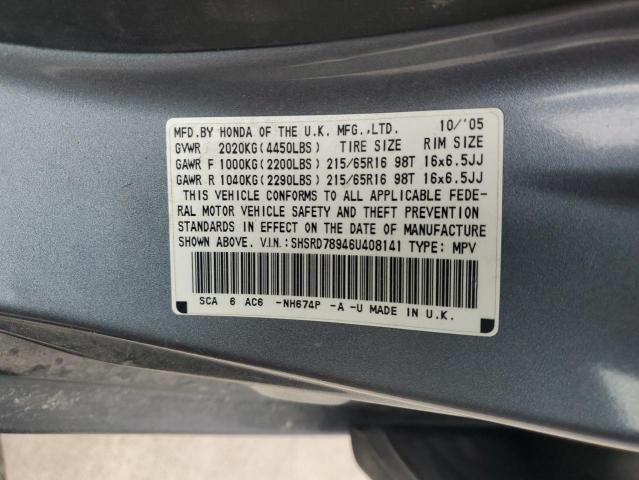 MFD.BY HONDA OF THE U.K. MFG.,LTD. 10/'05
GVWR 2020KG(4450LBS) TIRE SIZE RIM SIZE
GAWR F 1000KG(2200LBS) 215/65R16 98T 16x6.5JJ
GAWR R 1040KG(2290LBS) 215/65R16 98T 16x6.5JJ
THIS VEHICLE CONFORMS TO ALL APPLICABLE FEDE-
RAL MOTOR VEHICLE SAFETY AND THEFT PREVENTION
STANDARDS IN EFFECT ON THE DATE OF MANUFACTURE
SHOWN ABOVE. V.I.N.:SHSRD78946U408141 TYPE: MPV
SCA 6 AC6 -NH674P -A -U MADE IN U.K.